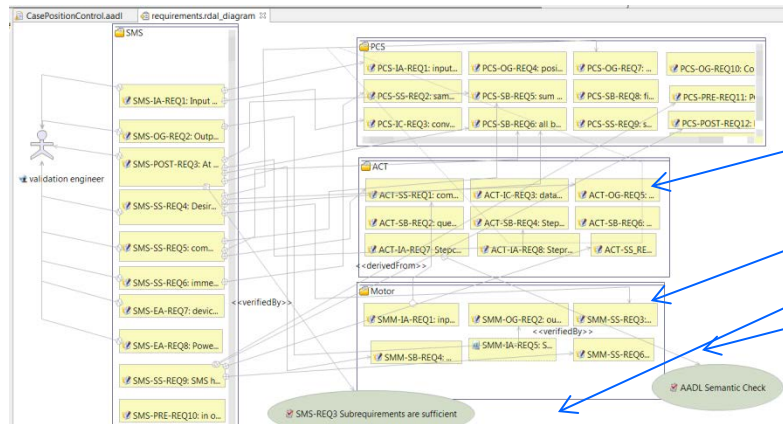 CasePositionControl.aadl
requirements.rdal_diagram
SMS
SMS-IA-REQ1: Input ...
SMS-OG-REQ2: Outp...
SMS-POST-REQ3: At ...
SMS-SS-REQ4: Desir...
SMS-SS-REQ5: com...
SMS-SS-REQ6: imme...
SMS-EA-REQ7: devic...
SMS-EA-REQ8: Powe...
SMS-SS-REQ9: SMS h...
SMS-PRE-REQ10: in o...
validation engineer
<<verifiedBy>>
PCS
PCS-IA-REQ1: input...
PCS-OG-REQ4: posi...
PCS-OG-REQ7: ...
PCS-OG-REQ10: Co
PCS-SS-REQ2: sam...
PCS-SB-REQ5: sum ...
PCS-SB-REQ8: fi...
PCS-PRE-REQ11: P
PCS-IC-REQ3: conv...
PCS-SB-REQ6: all b...
PCS-SS-REQ9: s...
PCS-POST-REQ12:
ACT
ACT-SS-REQ1: com...
ACT-IC-REQ3: data...
ACT-OG-REQ5: ...
ACT-SB-REQ2: que...
ACT-SB-REQ4: Step...
ACT-SB-REQ6: ...
ACT-IA-REQ7: Stepc...
ACT-IA-REQ8: Stepr...
ACT-SS_RE...
<<derivedFrom>>
Motor
SMM-IA-REQ1: inp...
SMM-OG-REQ2: ou...
SMM-SS-REQ3:...
<<verifiedBy>>
SMM-SB-REQ4: ...
SMM-IA-REQ5: S...
SMM-SS-REQ6...
AADL Semantic Check
SMS-REQ3 Subrequirements are sufficient